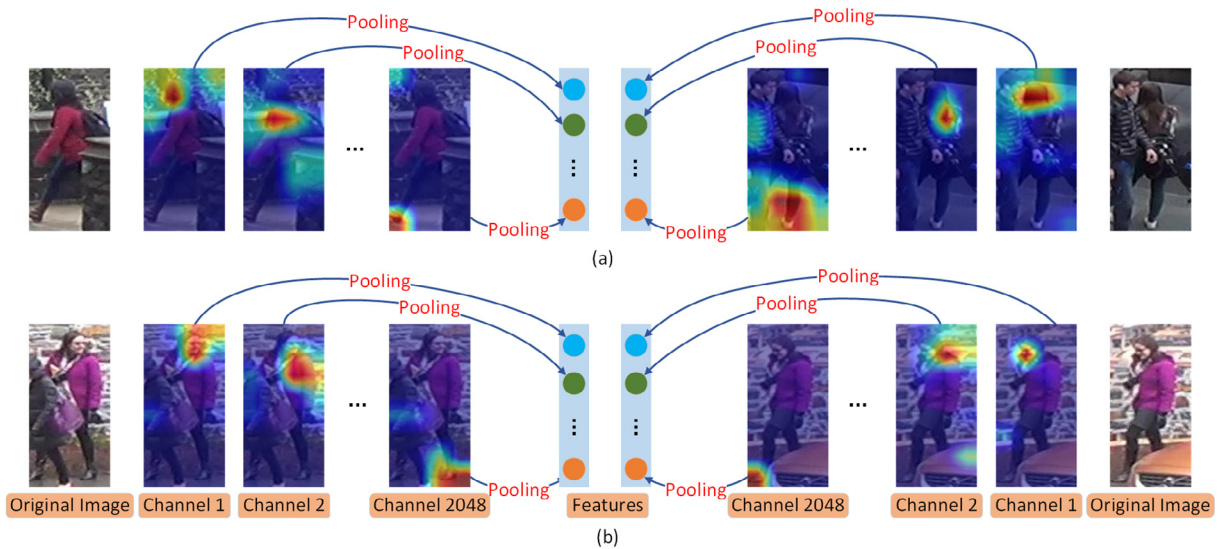 Pooling
Pooling
Pooling
Pooling
... ...
Pooling Pooling
(a)
Pooling
Pooling
Pooling
Pooling
... ...
Pooling Pooling
Original Image Channel 1 Channel 2 Channel 2048 Features Channel 2048 Channel 2 Channel 1 Original Image
(b)